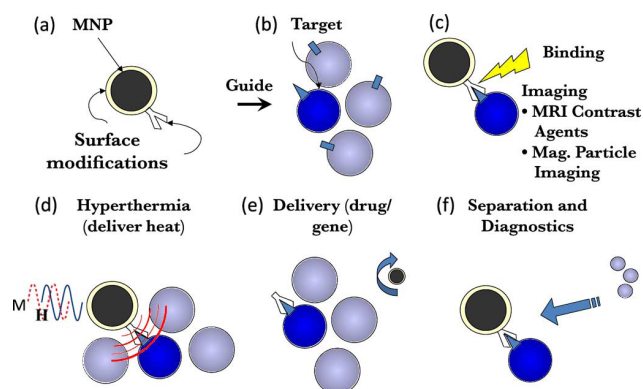 (a)
MNP
Surface
modifications
Guide
(b)
Target
(c)
Binding
Imaging
• MRI Contrast
Agents
• Mag. Particle
Imaging
(d) Hyperthermia
(deliver heat)
M
H
(e) Delivery (drug/
gene)
(f) Separation and
Diagnostics